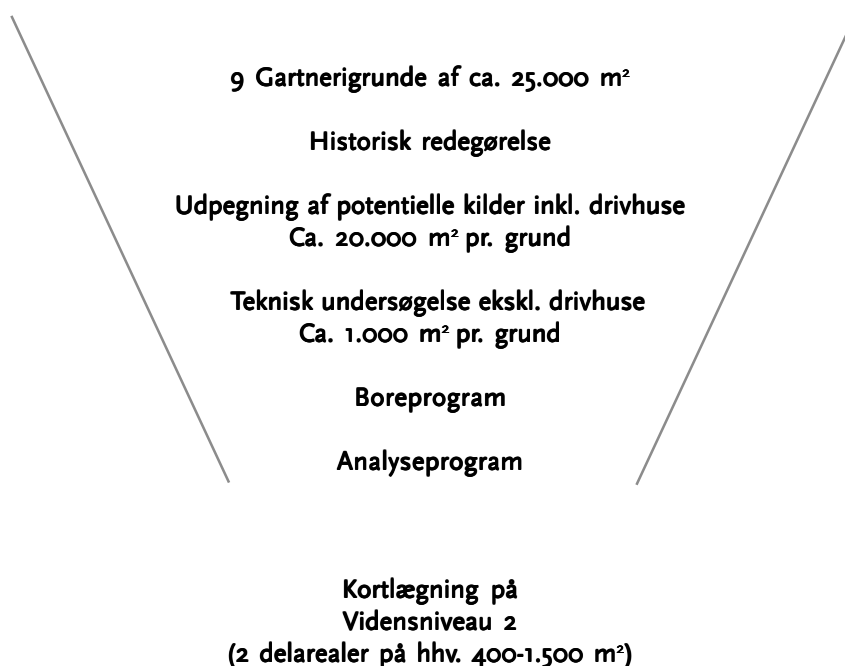 9 Gartnerigrunde af ca. 25.000 m²
Historisk redegørelse
Udpegning af potentielle kilder inkl. drivhuse
Ca. 20.000 m² pr. grund
Teknisk undersøgelse ekskl. drivhuse
Ca. 1.000 m² pr. grund
Boreprogram
Analyseprogram
Kortlægning på
Vidensniveau 2
(2 delarealer på hhv. 400-1.500 m²)